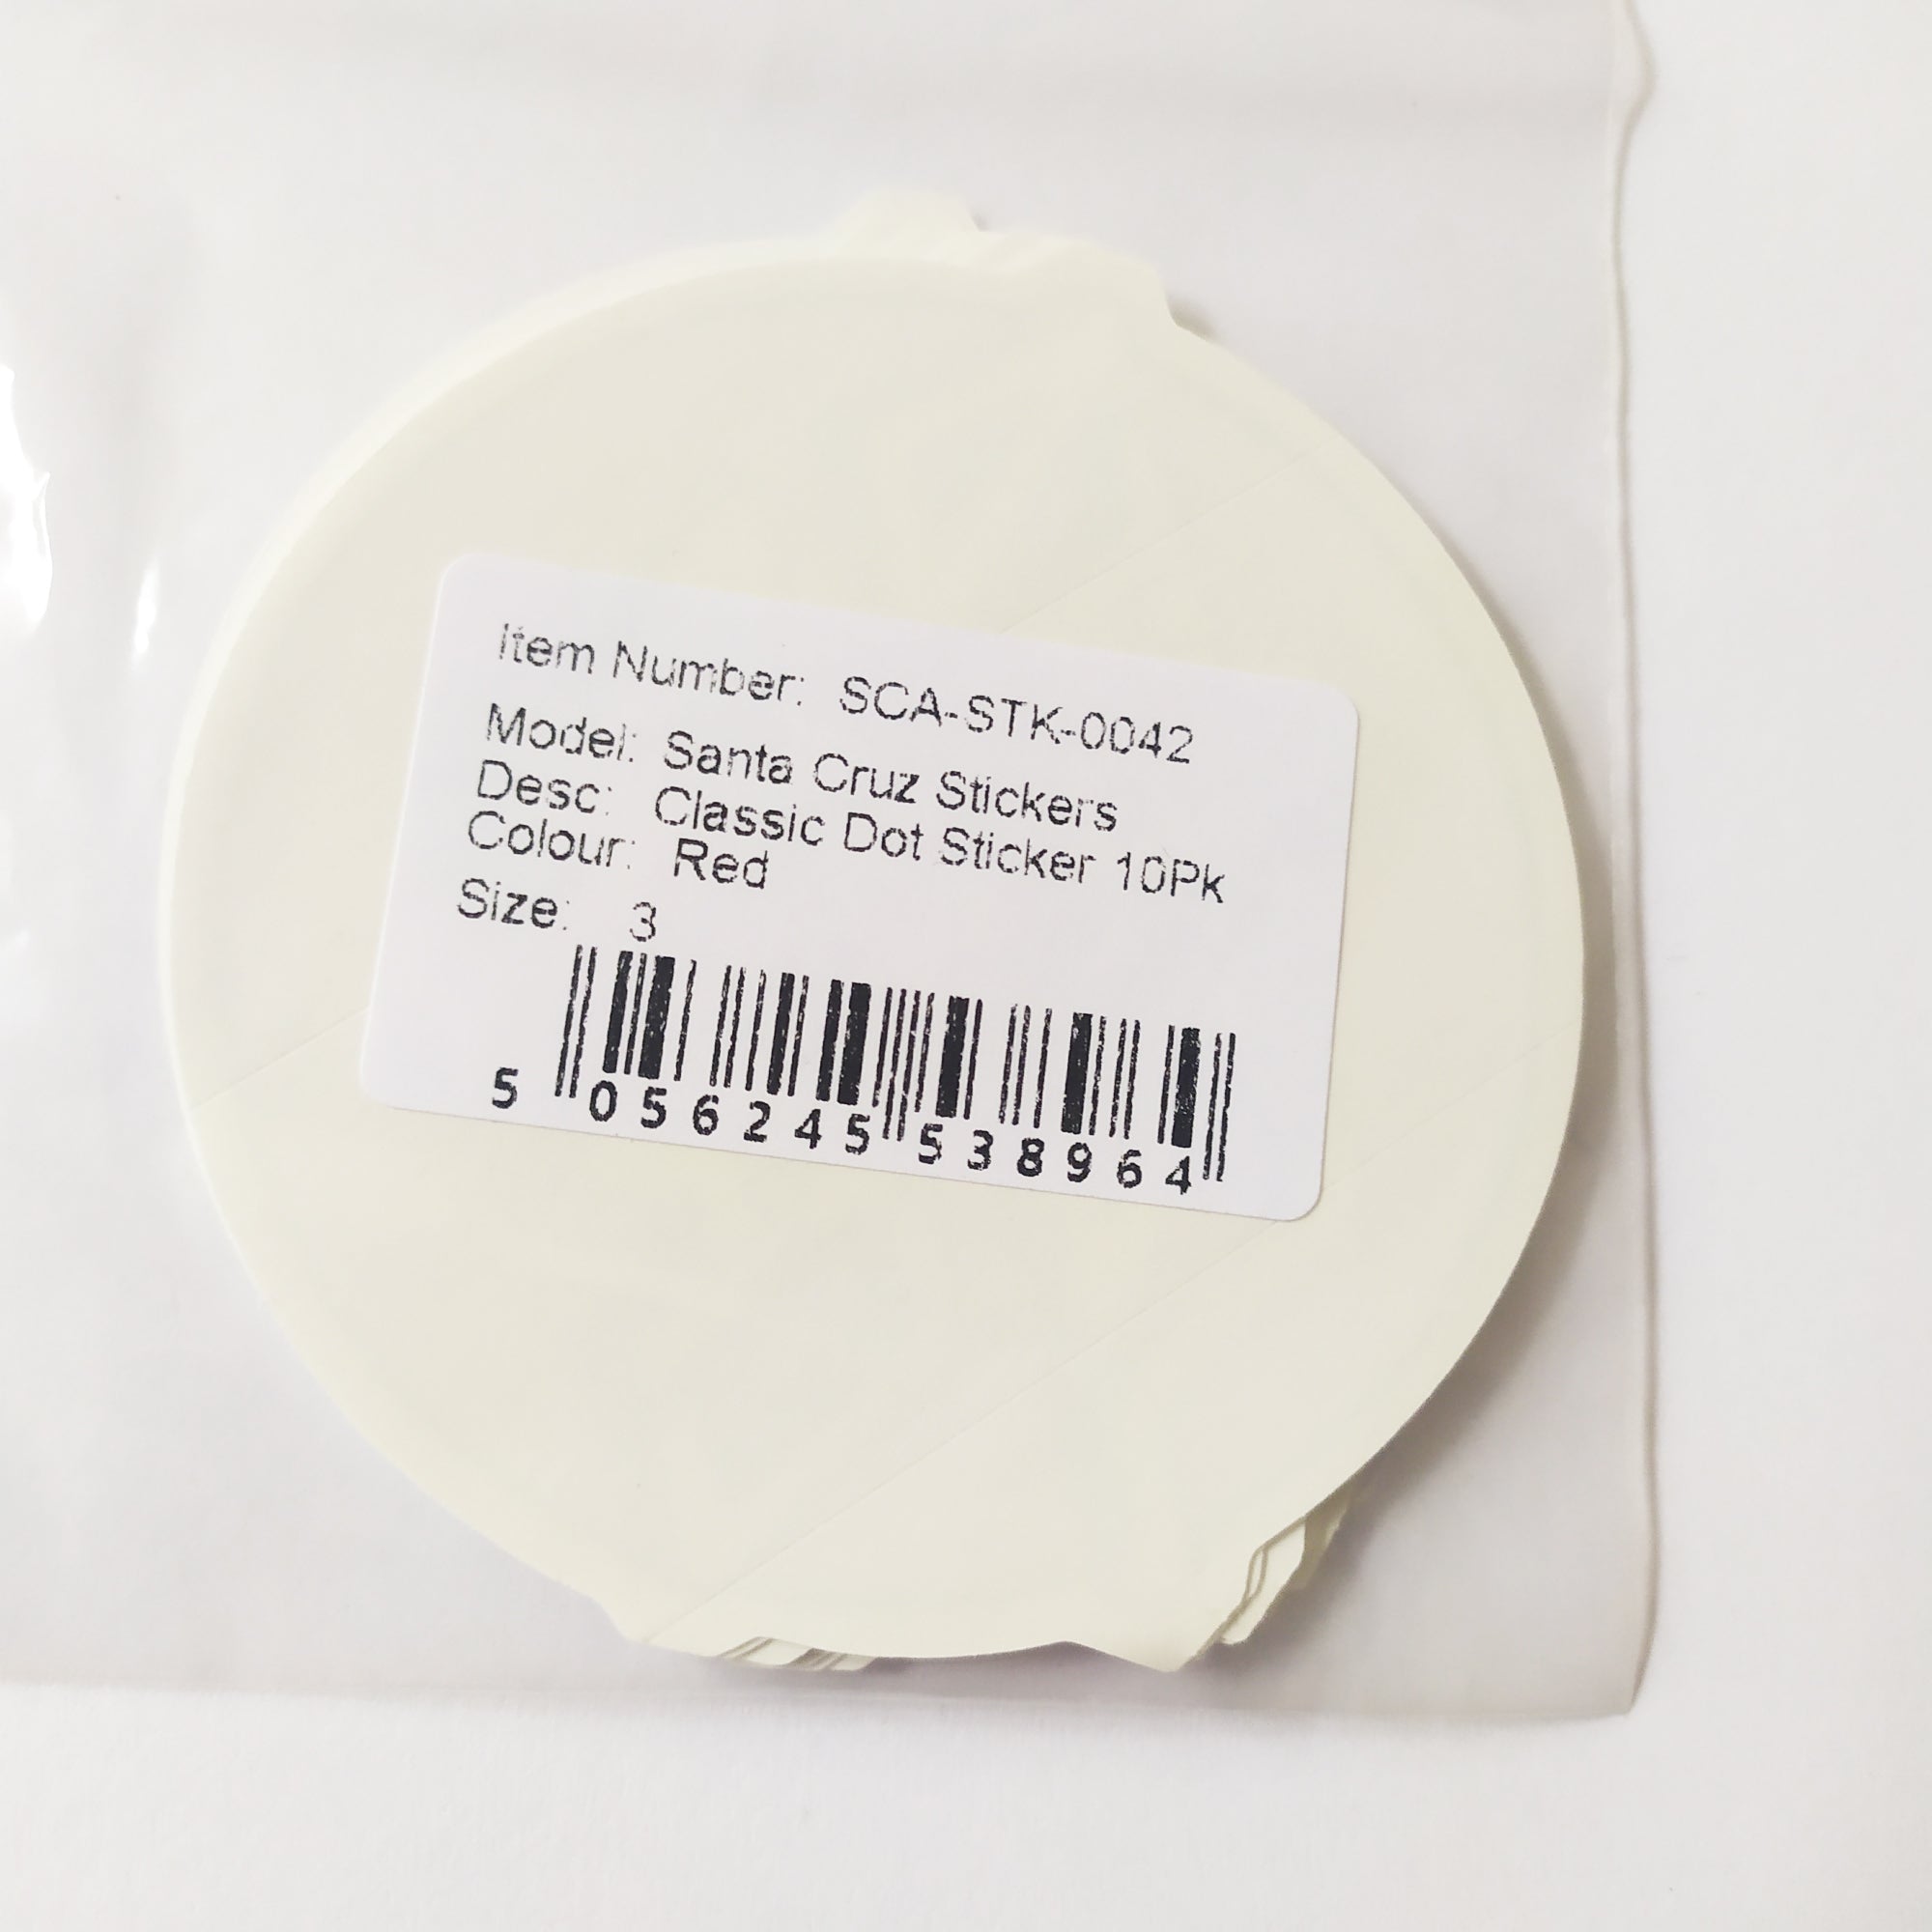 Item Number: SCA-STK-0042
Model: Santa Cruz Stickers
Desc: Classic Dot Sticker 10Pk
Colour: Red
Size: 3
5 056245 538964